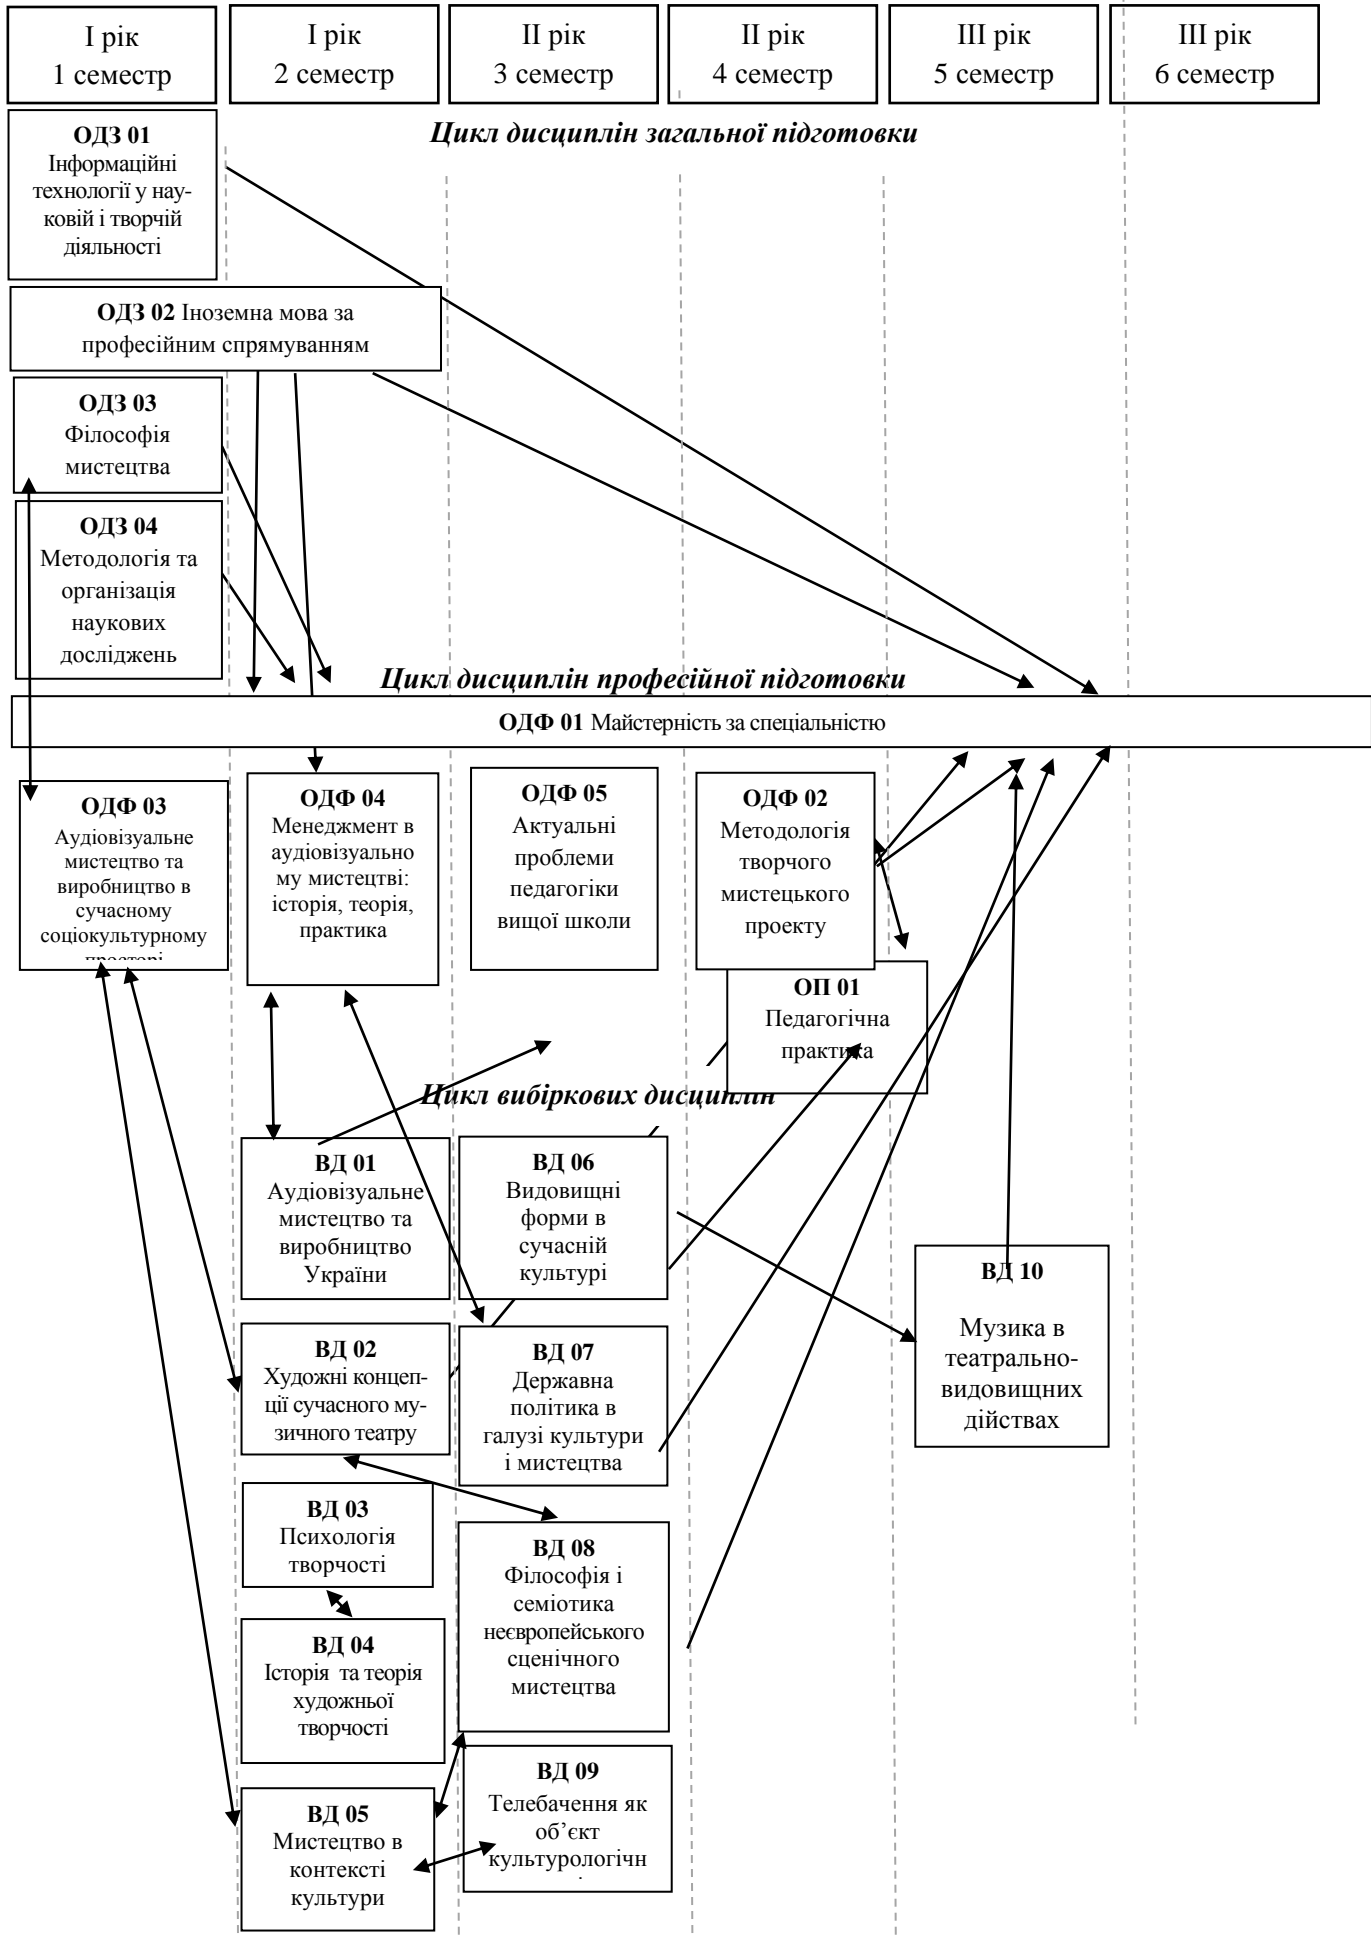 І рік
1 семестр
І рік
2 семестр
ІІ рік
3 семестр
ІІ рік
4 семестр
ІІІ рік
5 семестр
ІІІ рік
6 семестр
Цикл дисциплін загальної підготовки
ОДЗ 01
Інформаційні
технології у нау-
ковій і творчій
діяльності
ОДЗ 02 Іноземна мова за
професійним спрямуванням
ОДЗ 03
Філософія
мистецтва
ОДЗ 04
Методологія та
організація
наукових
досліджень
Цикл дисциплін професійної підготовки
ОДФ 01 Майстерність за спеціальністю
ОДФ 03
Аудіовізуальне
мистецтво та
виробництво в
сучасному
соціокультурному
просторі
ОДФ 04
Менеджмент в
аудіовізуально
му мистецтві:
історія, теорія,
практика
ОДФ 05
Актуальні
проблеми
педагогіки
вищої школи
ОДФ 02
Методологія
творчого
мистецького
проекту
ОП 01
Педагогічна
практика
Цикл вибіркових дисциплін
ВД 01
Аудіовізуальне
мистецтво та
виробництво
України
ВД 06
Видовищні
форми в
сучасній
культурі
ВД 10
Музика в
театрально-
видовищних
дійствах
ВД 02
Художні концеп-
ції сучасного му-
зичного театру
ВД 07
Державна
політика в
галузі культури
і мистецтва
ВД 03
Психологія
творчості
ВД 08
Філософія і
семіотика
неєвропейського
сценічного
мистецтва
ВД 04
Історія та теорія
художньої
творчості
ВД 09
Телебачення як
об’єкт
культурологічн
ВД 05
Мистецтво в
контексті
культури